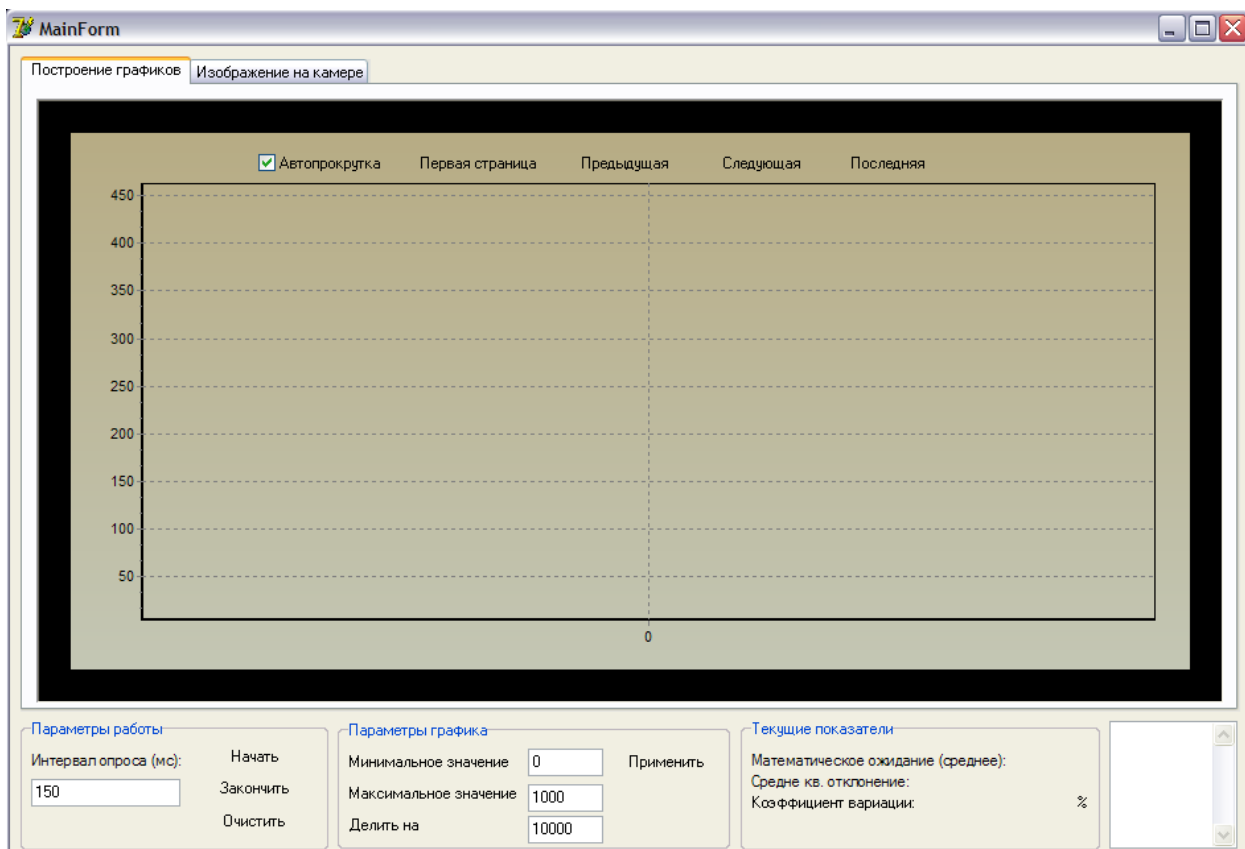 MainForm
Построение графиков Изображение на камере
Автопрокрутка Первая страница Предыдущая Следующая Последняя
450
400
350
300
250
200
150
100
50
0
Параметры работы
Интервал опроса (мс):
150
Начать
Закончить
Очистить
Параметры графика
Минимальное значение 0 Применить
Максимальное значение 1000
Делить на 10000
Текущие показатели
Математическое ожидание (среднее):
Средне кв. отклонение:
Коэффициент вариации: %